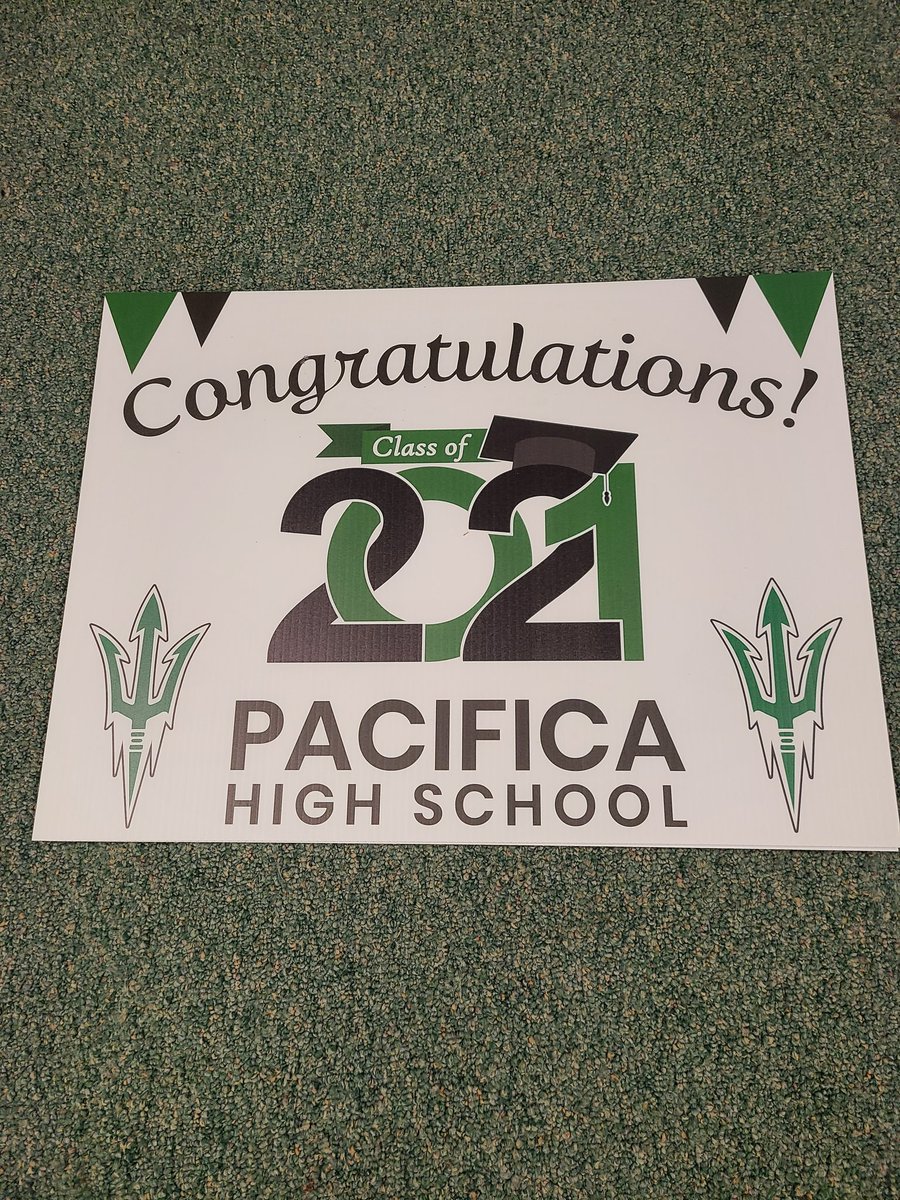 Congratulations!
Class of
2021
PACIFICA
HIGH SCHOOL